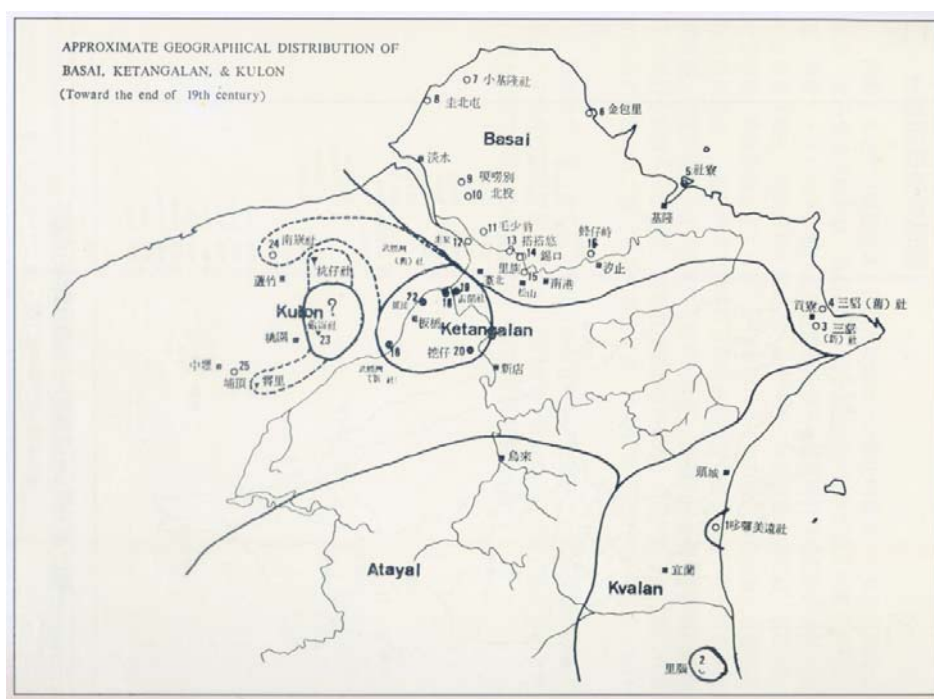 APPROXIMATE GEOGRAPHICAL DISTRIBUTION OF
BASAI, KETANGALAN, & KULON
(Toward the end of 19th century)
7 小基隆社
8 圭北屯
6 金包里
Basai
淡水
5 社寮
9 嗄嘮別
10 北投
基隆
11 毛少翁
12
13 搭搭悠
14 錫口
里族
15
16
汐止
24 南崁社
坑仔社
臺北
松山
南港
蘆竹
Kulon ?
23
桃園
22
板橋
Ketangalan
18
20
新店
貢寮
4 三貂(舊)社
3 三貂
(新)社
中壢
25
埔頂
霄里
烏來
頭城
1 哆囉美遠社
Atayal
宜蘭
Kvalan
里腦
2